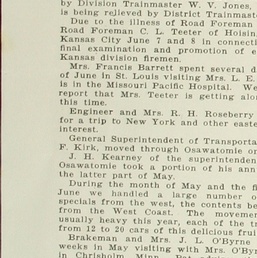 by Division Trainmaster W. V. Jones,
is being relieved by District Trainmast
Due to the illness of Road Foreman
Road Foreman C. L. Teeter of Hoisin
Kansas City June 7 and 8 in connecti
final examination and promotion of e
Kansas division firemen.
Mrs. Francis Barrett spent several d
of June in St. Louis visiting Mrs. L. E.
is in the Missouri Pacific Hospital. We
report that Mrs. Teeter is getting alon
this time.
Engineer and Mrs. R. H. Roseberry
for a trip to New York and other easte
interest.
General Superintendent of Transporta
F. Kirk, moved through Osawatomie or
J. H. Kearney of the superintenden
Osawatomie took a portion of his ann
the latter part of May.
During the month of May and the fi
June we handled a large number o
specials from the west, the contents be
from the West Coast. The movemen
usually heavy this year, each of the t
from 12 to 20 cars of this delicious frui
Brakeman and Mrs. J. L. O'Byrne
weeks in May visiting with Mrs. O'By
in Chrisholm, Minn.